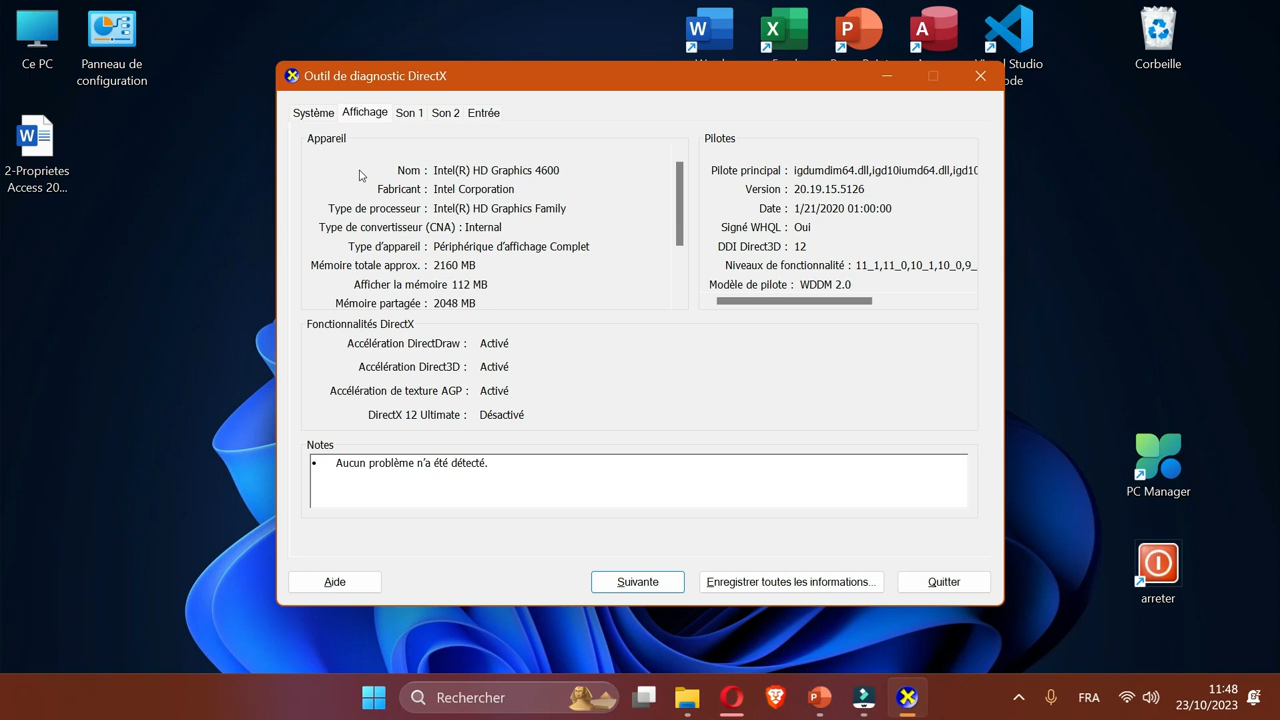 Ce PC
Panneau de
configuration
2-Proprietes
Access 20...
Corbeille
Outil de diagnostic DirectX
Système
Affichage
Son 1
Son 2
Entrée
Appareil
Nom : Intel(R) HD Graphics 4600
Fabricant : Intel Corporation
Type de processeur : Intel(R) HD Graphics Family
Type de convertisseur (CNA) : Internal
Type d'appareil : Périphérique d'affichage Complet
Mémoire totale approx. : 2160 MB
Afficher la mémoire 112 MB
Mémoire partagée : 2048 MB
Pilotes
Pilote principal : igdumdim64.dll,igd10iumd64.dll,igd10
Version : 20.19.15.5126
Date : 1/21/2020 01:00:00
Signé WHQL : Oui
DDI Direct3D : 12
Niveaux de fonctionnalité : 11_1,11_0,10_1,10_0,9_
Modèle de pilote : WDDM 2.0
Fonctionnalités DirectX
Accélération DirectDraw : Activé
Accélération Direct3D : Activé
Accélération de texture AGP : Activé
DirectX 12 Ultimate : Désactivé
Notes
• Aucun problème n'a été détecté.
Aide
Suivante
Enregistrer toutes les informations...
Quitter
PC Manager
arreter
Rechercher
FRA
11:48
23/10/2023